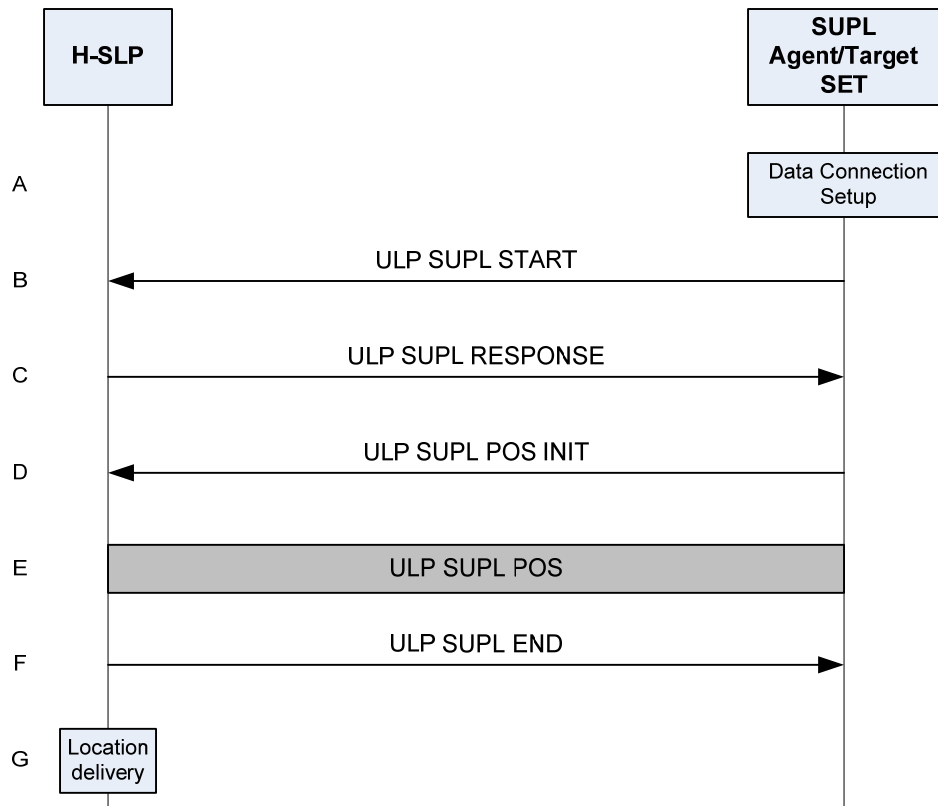 H-SLP
SUPL
Agent/Target
SET
A
Data Connection
Setup
B
ULP SUPL START
C
ULP SUPL RESPONSE
D
ULP SUPL POS INIT
E
ULP SUPL POS
F
ULP SUPL END
G
Location
delivery